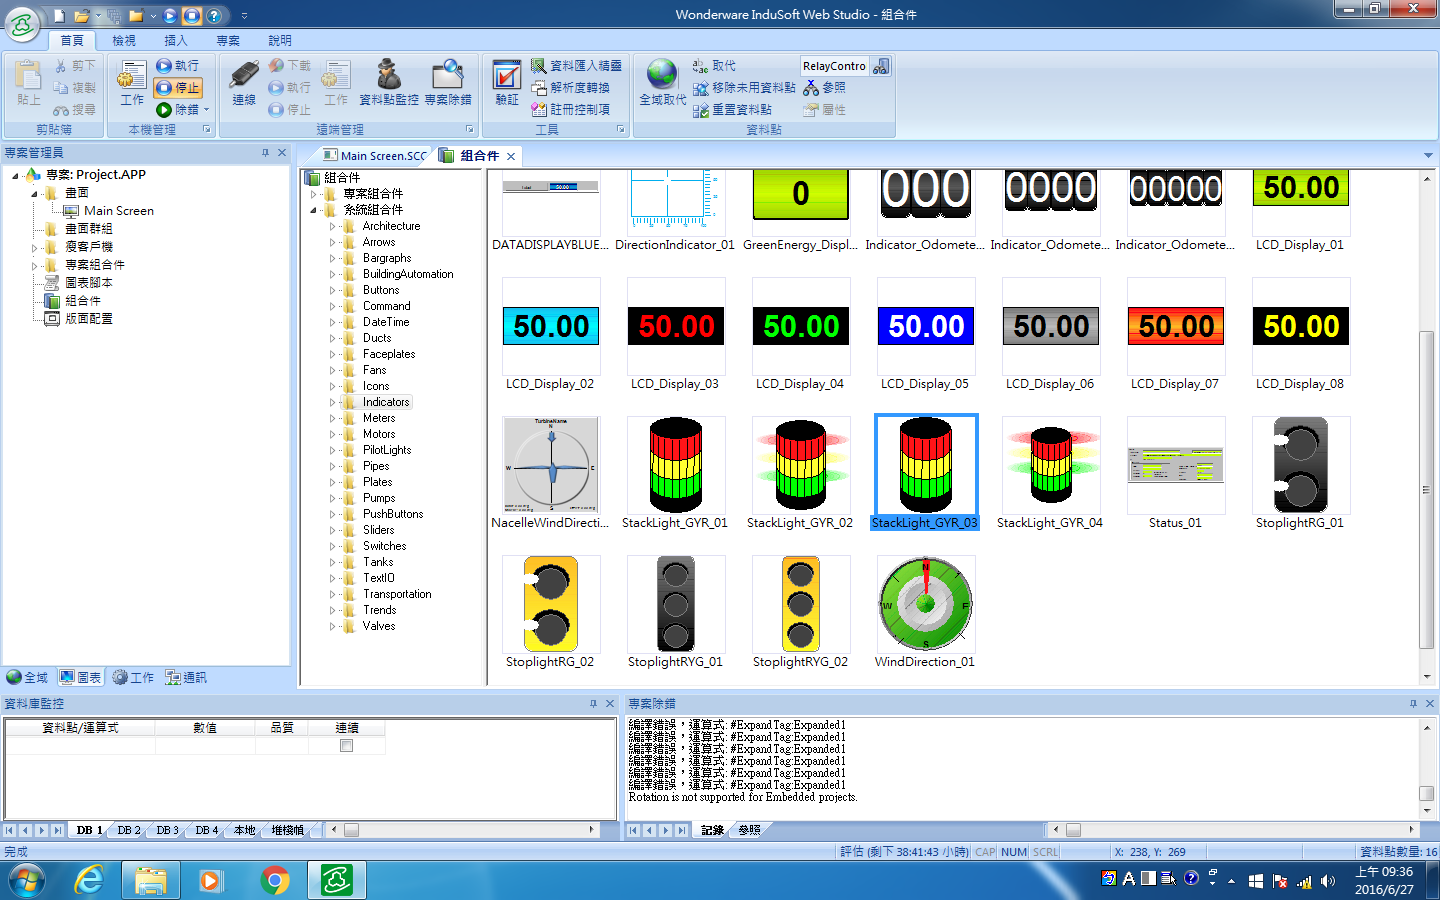 Wonderware InduSoft Web Studio - 組合件
首頁 檢視 插入 專案 說明
貼上 剪下 複製 搜尋 剪貼簿
工作 執行 停止 除錯 本機管理
連線 下載 執行 停止 工作 資料點監控 專案除錯 遠端管理
驗証 資料匯入精靈 解析度轉換 註冊控制項 工具
全域取代 取代 移除未用資料點 重置資料點 RelayContro 參照 屬性 資料點
專案管理員
專案: Project.APP
畫面
Main Screen
畫面群組
瘦客戶機
專案組合件
圖表腳本
組合件
版面配置
全域 圖表 工作 通訊
Main Screen.SCC 組合件
組合件
專案組合件
系統組合件
Architecture
Arrows
Bargraphs
BuildingAutomation
Buttons
Command
DateTime
Ducts
Faceplates
Fans
Icons
Indicators
Meters
Motors
PilotLights
Pipes
Plates
Pumps
PushButtons
Sliders
Switches
Tanks
TextIO
Transportation
Trends
Valves
50.00 0 000 0000 00000 50.00
DATADISPLAYBLUE... DirectionIndicator_01 GreenEnergy_Displ... Indicator_Odomete... Indicator_Odomete... Indicator_Odomete... LCD_Display_01
50.00 50.00 50.00 50.00 50.00 50.00 50.00
LCD_Display_02 LCD_Display_03 LCD_Display_04 LCD_Display_05 LCD_Display_06 LCD_Display_07 LCD_Display_08
TurbineName
N
W E
S
NacelleWindDirecti... StackLight_GYR_01 StackLight_GYR_02 StackLight_GYR_03 StackLight_GYR_04 Status_01 StoplightRG_01
N
W E
S
StoplightRG_02 StoplightRYG_01 StoplightRYG_02 WindDirection_01
資料庫監控
資料點/運算式 數值 品質 連續
DB 1 DB 2 DB 3 DB 4 本地 堆棧幀
專案除錯
編譯錯誤，運算式: #ExpandTag:Expanded1
編譯錯誤，運算式: #ExpandTag:Expanded1
編譯錯誤，運算式: #ExpandTag:Expanded1
編譯錯誤，運算式: #ExpandTag:Expanded1
編譯錯誤，運算式: #ExpandTag:Expanded1
編譯錯誤，運算式: #ExpandTag:Expanded1
Rotation is not supported for Embedded projects.
記錄 參照
完成 評估 (剩下 38:41:43 小時) CAP NUM SCRL X: 238, Y: 269 資料點數量: 16
A
上午 09:36
2016/6/27